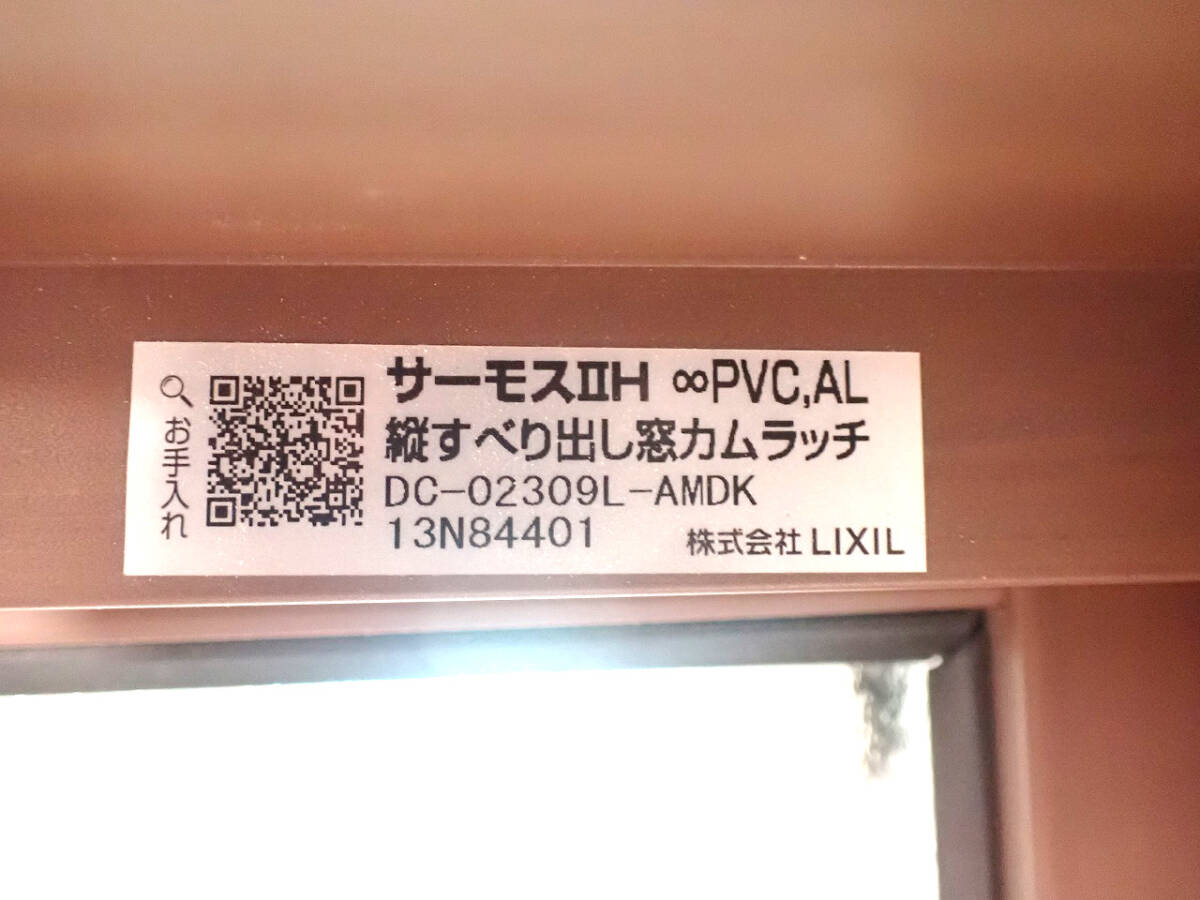 お手入れ
サーモスⅡH ∞PVC,AL
縦すべり出し窓カムラッチ
DC-02309L-AMDK
13N84401 株式会社 LIXIL